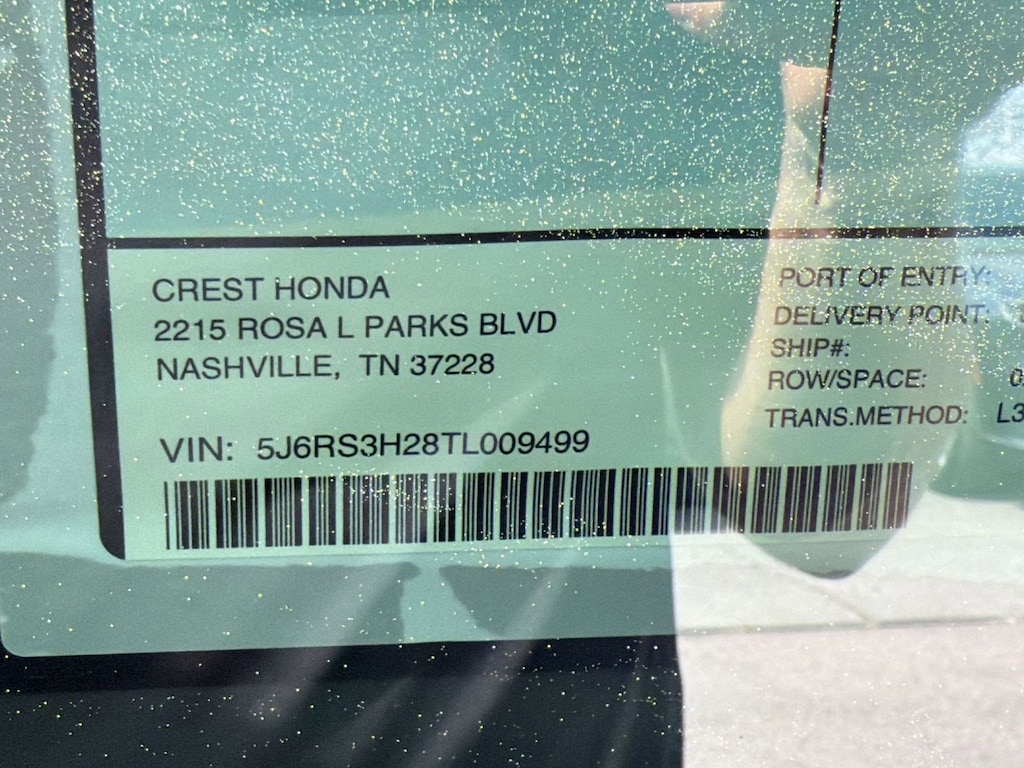 CREST HONDA
2215 ROSA L PARKS BLVD
NASHVILLE, TN 37228
VIN: 5J6RS3H28TL009499
PORT OF ENTRY:
DELIVERY POINT:
SHIP#:
ROW/SPACE:
TRANS.METHOD: L3